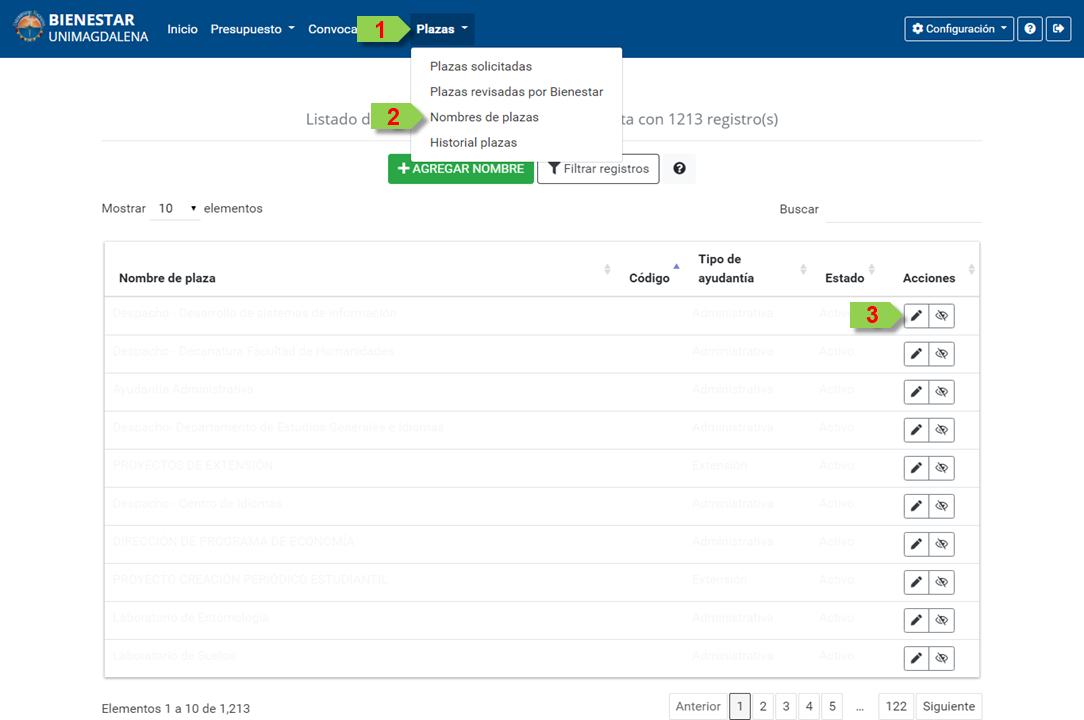 BIENESTAR
UNIMAGDALENA
Inicio Presupuesto Convoca 1 Plazas Configuración
Plazas solicitadas
Plazas revisadas por Bienestar
2 Nombres de plazas
Historial plazas
Listado d ta con 1213 registro(s)
+ AGREGAR NOMBRE Filtrar registros ?
Mostrar 10 elementos Buscar
Nombre de plaza Código Tipo de ayudantía Estado Acciones
Despacho - Desarrollo de sistemas de información Administrativa Activo 3
Despacho - Decanatura Facultad de Humanidades Administrativa Activo
Ayudantía Administrativa Administrativa Activo
Despacho- Departamento de Estudios Generales e Idiomas Administrativa Activo
PROYECTOS DE EXTENSIÓN Extensión Activo
Despacho - Centro de Idiomas Administrativa Activo
DIRECCIÓN DE PROGRAMA DE ECONOMÍA Administrativa Activo
PROYECTO CREACIÓN PERIÓDICO ESTUDIANTIL Extensión Activo
Laboratorio de Entomología Administrativa Activo
Laboratorio de Suelos Administrativa Activo
Elementos 1 a 10 de 1,213 Anterior 1 2 3 4 5 ... 122 Siguiente